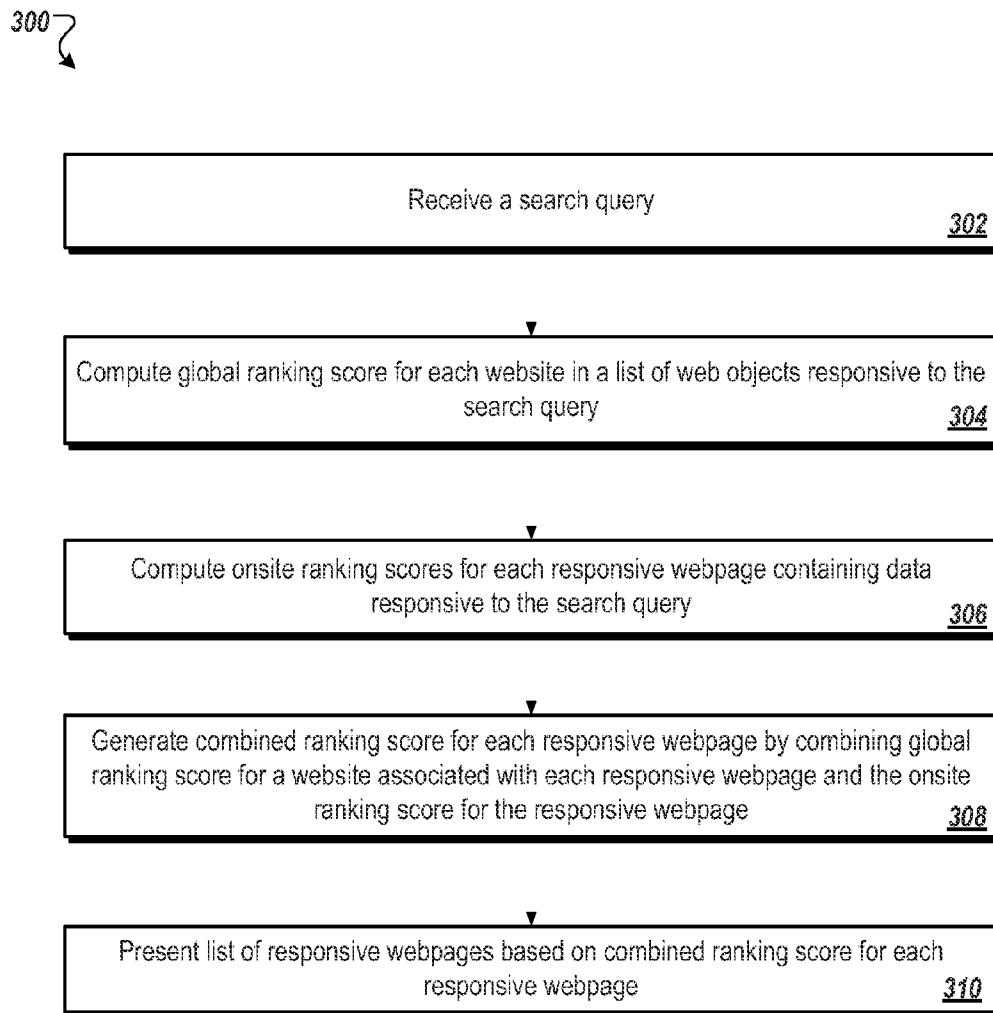 300
Receive a search query
302
Compute global ranking score for each website in a list of web objects responsive to the
search query
304
Compute onsite ranking scores for each responsive webpage containing data
responsive to the search query
306
Generate combined ranking score for each responsive webpage by combining global
ranking score for a website associated with each responsive webpage and the onsite
ranking score for the responsive webpage
308
Present list of responsive webpages based on combined ranking score for each
responsive webpage
310